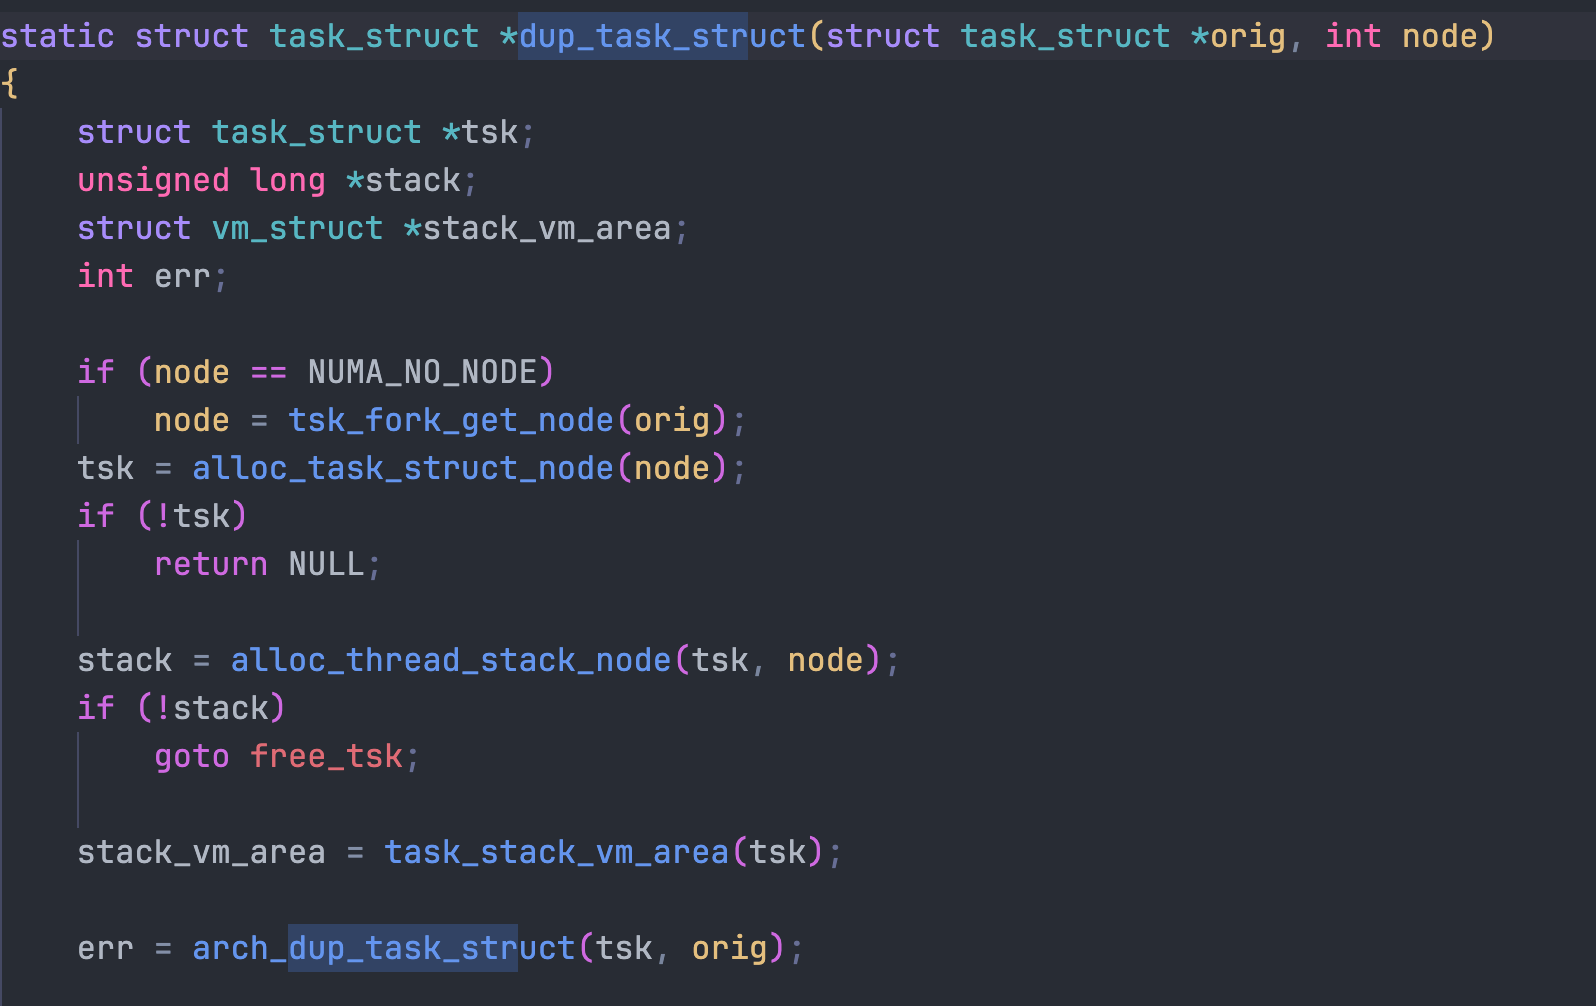 static struct task_struct *dup_task_struct(struct task_struct *orig, int node)
{
    struct task_struct *tsk;
    unsigned long *stack;
    struct vm_struct *stack_vm_area;
    int err;

    if (node == NUMA_NO_NODE)
        node = tsk_fork_get_node(orig);
    tsk = alloc_task_struct_node(node);
    if (!tsk)
        return NULL;

    stack = alloc_thread_stack_node(tsk, node);
    if (!stack)
        goto free_tsk;

    stack_vm_area = task_stack_vm_area(tsk);

    err = arch_dup_task_struct(tsk, orig);